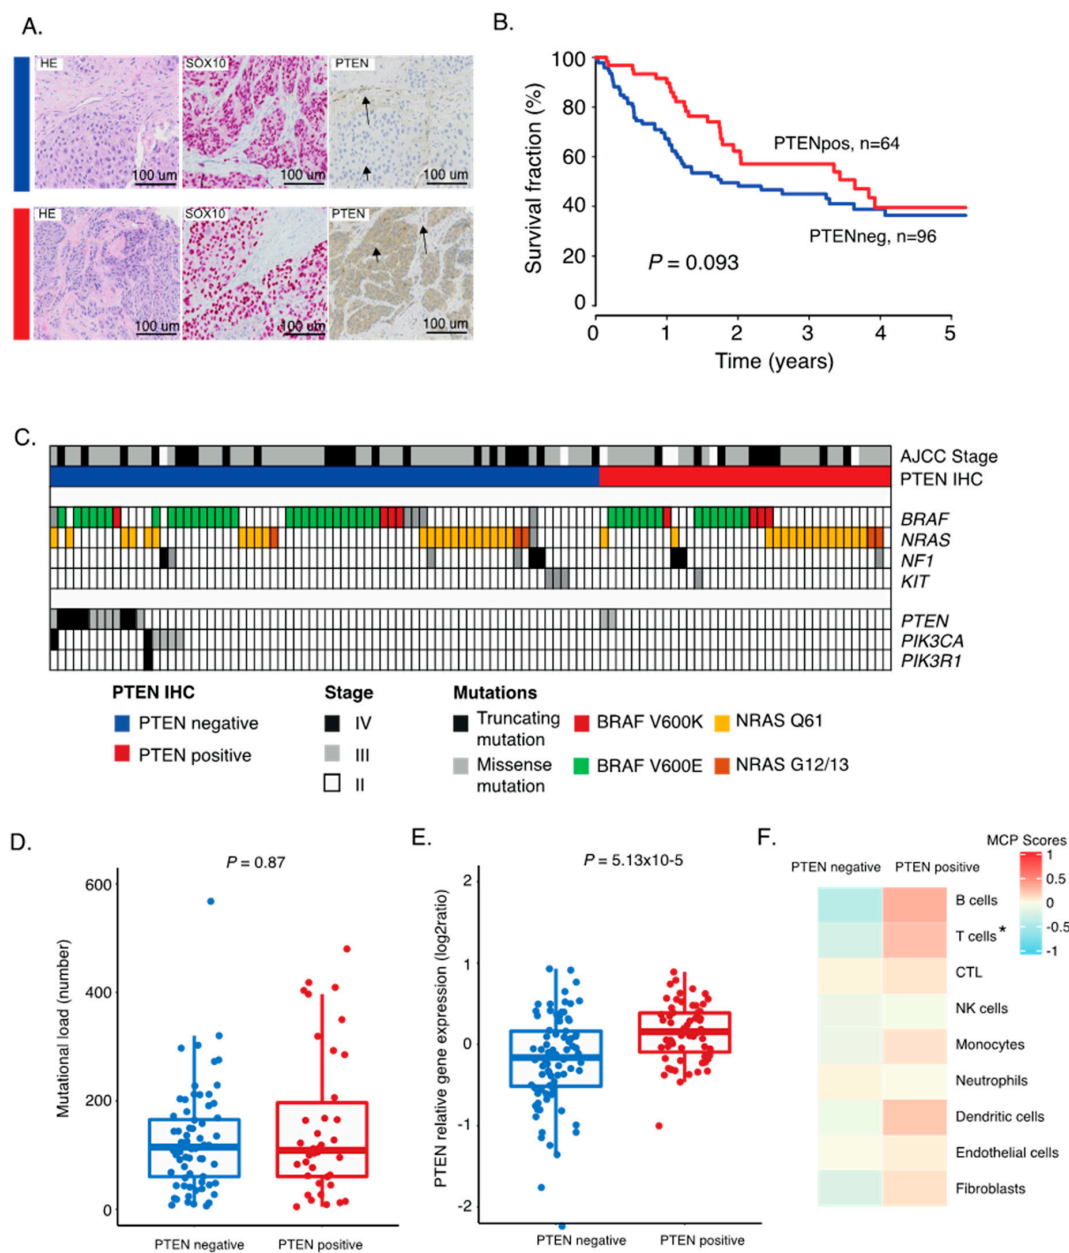 A.
HE
SOX10
PTEN
100 um
100 um
100 um
HE
SOX10
PTEN
100 um
100 um
100 um
B.
Survival fraction (%)
100
80
60
40
20
0
PTENpos, n=64
PTENneg, n=96
P = 0.093
0 1 2 3 4 5
Time (years)
C.
AJCC Stage
PTEN IHC
BRAF
NRAS
NF1
KIT
PTEN
PIK3CA
PIK3R1
PTEN IHC
PTEN negative
PTEN positive
Stage
IV
III
II
Mutations
Truncating
mutation
Missense
mutation
BRAF V600K
BRAF V600E
NRAS Q61
NRAS G12/13
D.
P = 0.87
Mutational load (number)
600
400
200
0
PTEN negative
PTEN positive
E.
P = 5.13x10-5
PTEN relative gene expression (log2ratio)
2
1
0
-1
-2
PTEN negative
PTEN positive
F.
MCP Scores
1
0.5
0
-0.5
-1
PTEN negative
PTEN positive
B cells
T cells*
CTL
NK cells
Monocytes
Neutrophils
Dendritic cells
Endothelial cells
Fibroblasts